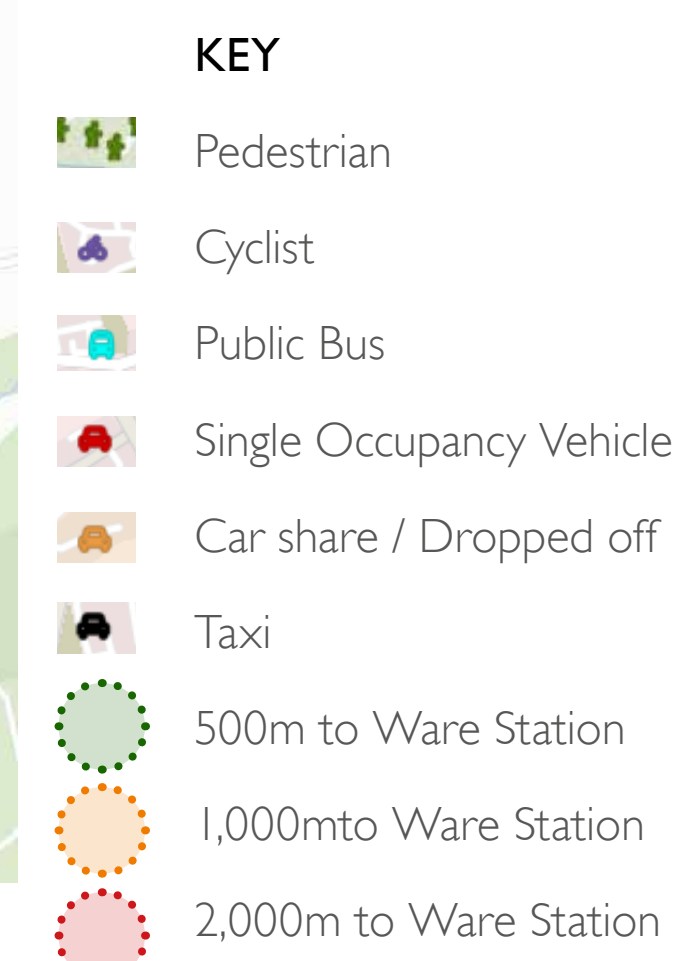 KEY
Pedestrian
Cyclist
Public Bus
Single Occupancy Vehicle
Car share / Dropped off
Taxi
500m to Ware Station
1,000mto Ware Station
2,000m to Ware Station